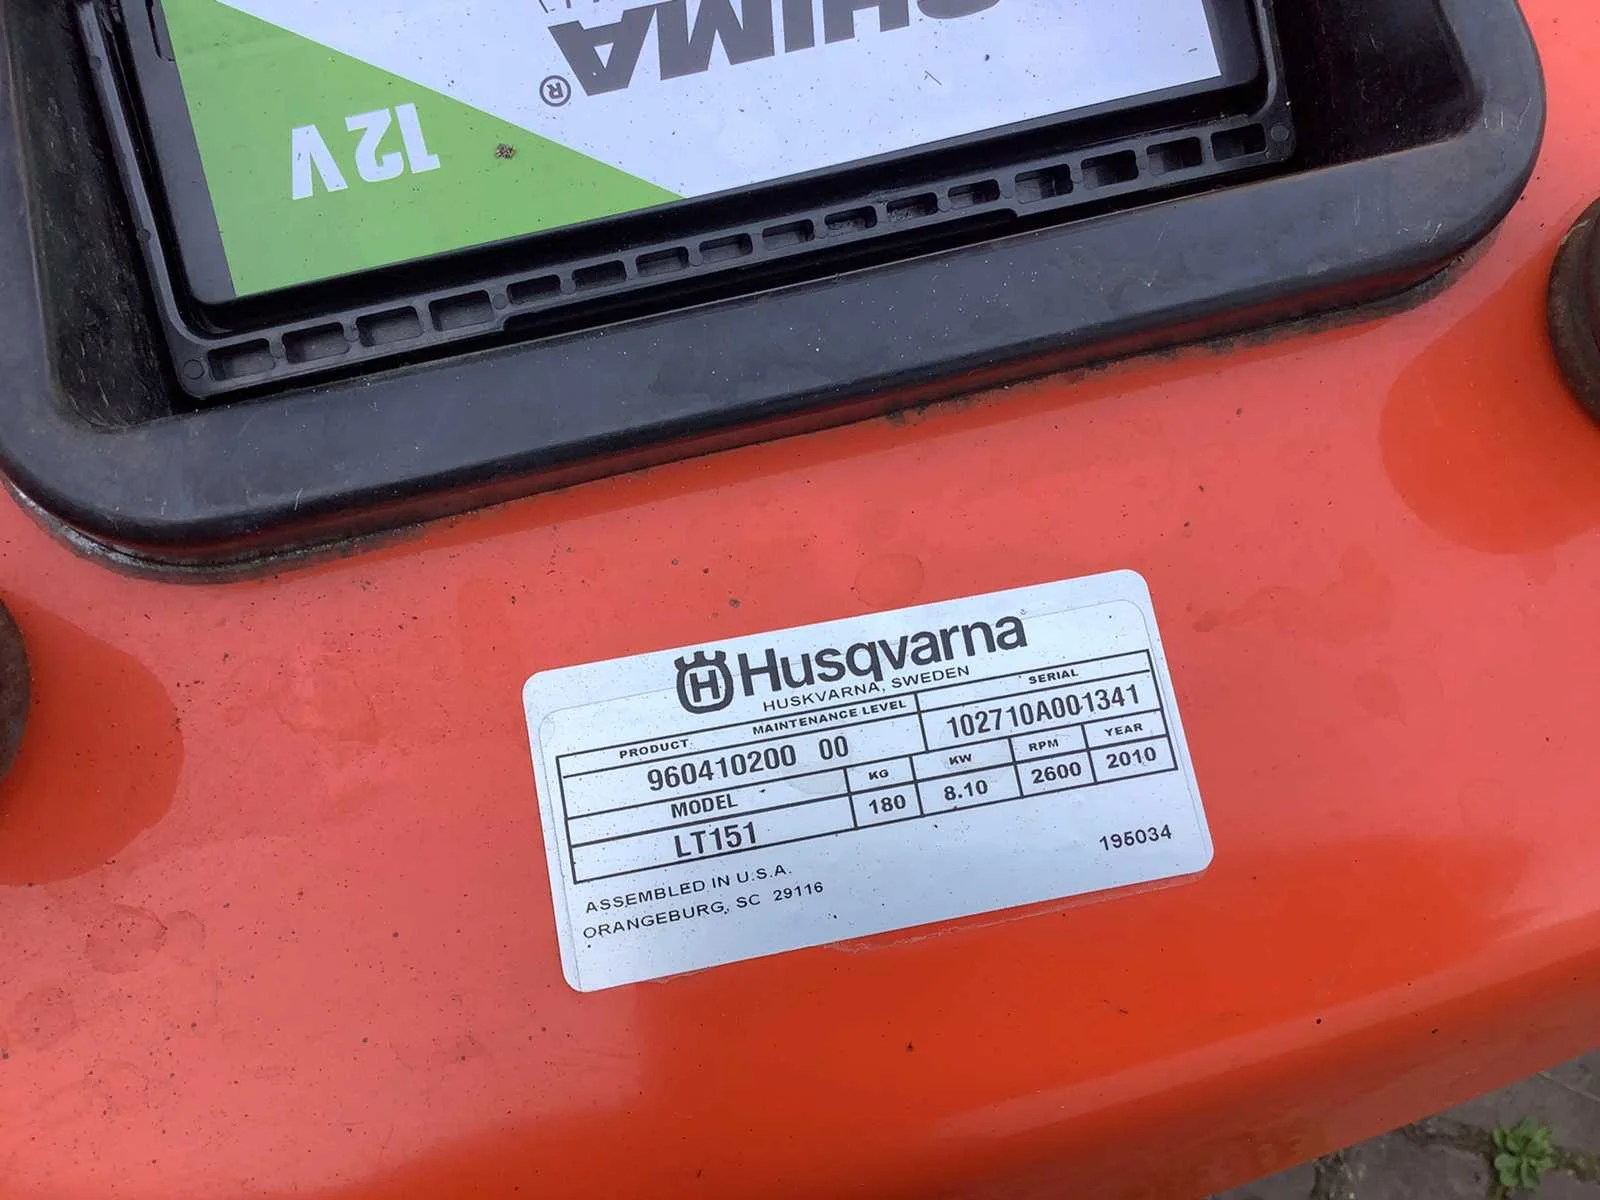 SHIMA®
12V
Husqvarna
HUSKVARNA, SWEDEN
PRODUCT MAINTENANCE LEVEL SERIAL
960410200 00 102710A001341
MODEL KG KW RPM YEAR
LT151 180 8.10 2600 2010
ASSEMBLED IN U.S.A. 195034
ORANGEBURG, SC 29116